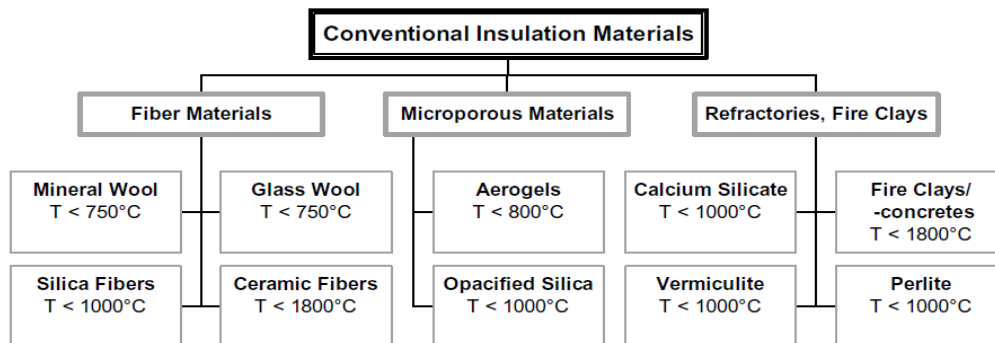 Conventional Insulation Materials
Fiber Materials
Microporous Materials
Refractories, Fire Clays
Mineral Wool
T < 750°C
Glass Wool
T < 750°C
Aerogels
T < 800°C
Calcium Silicate
T < 1000°C
Fire Clays/
-concretes
T < 1800°C
Silica Fibers
T < 1000°C
Ceramic Fibers
T < 1800°C
Opacified Silica
T < 1000°C
Vermiculite
T < 1000°C
Perlite
T < 1000°C